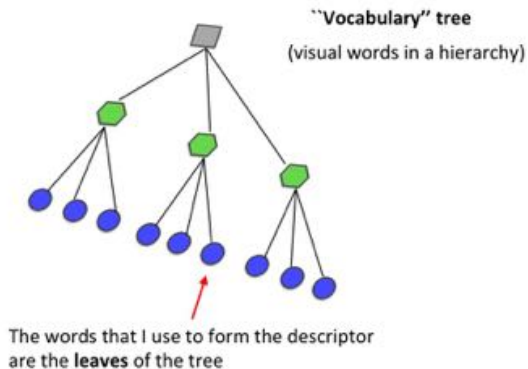 ``Vocabulary” tree
(visual words in a hierarchy)
The words that I use to form the descriptor
are the leaves of the tree